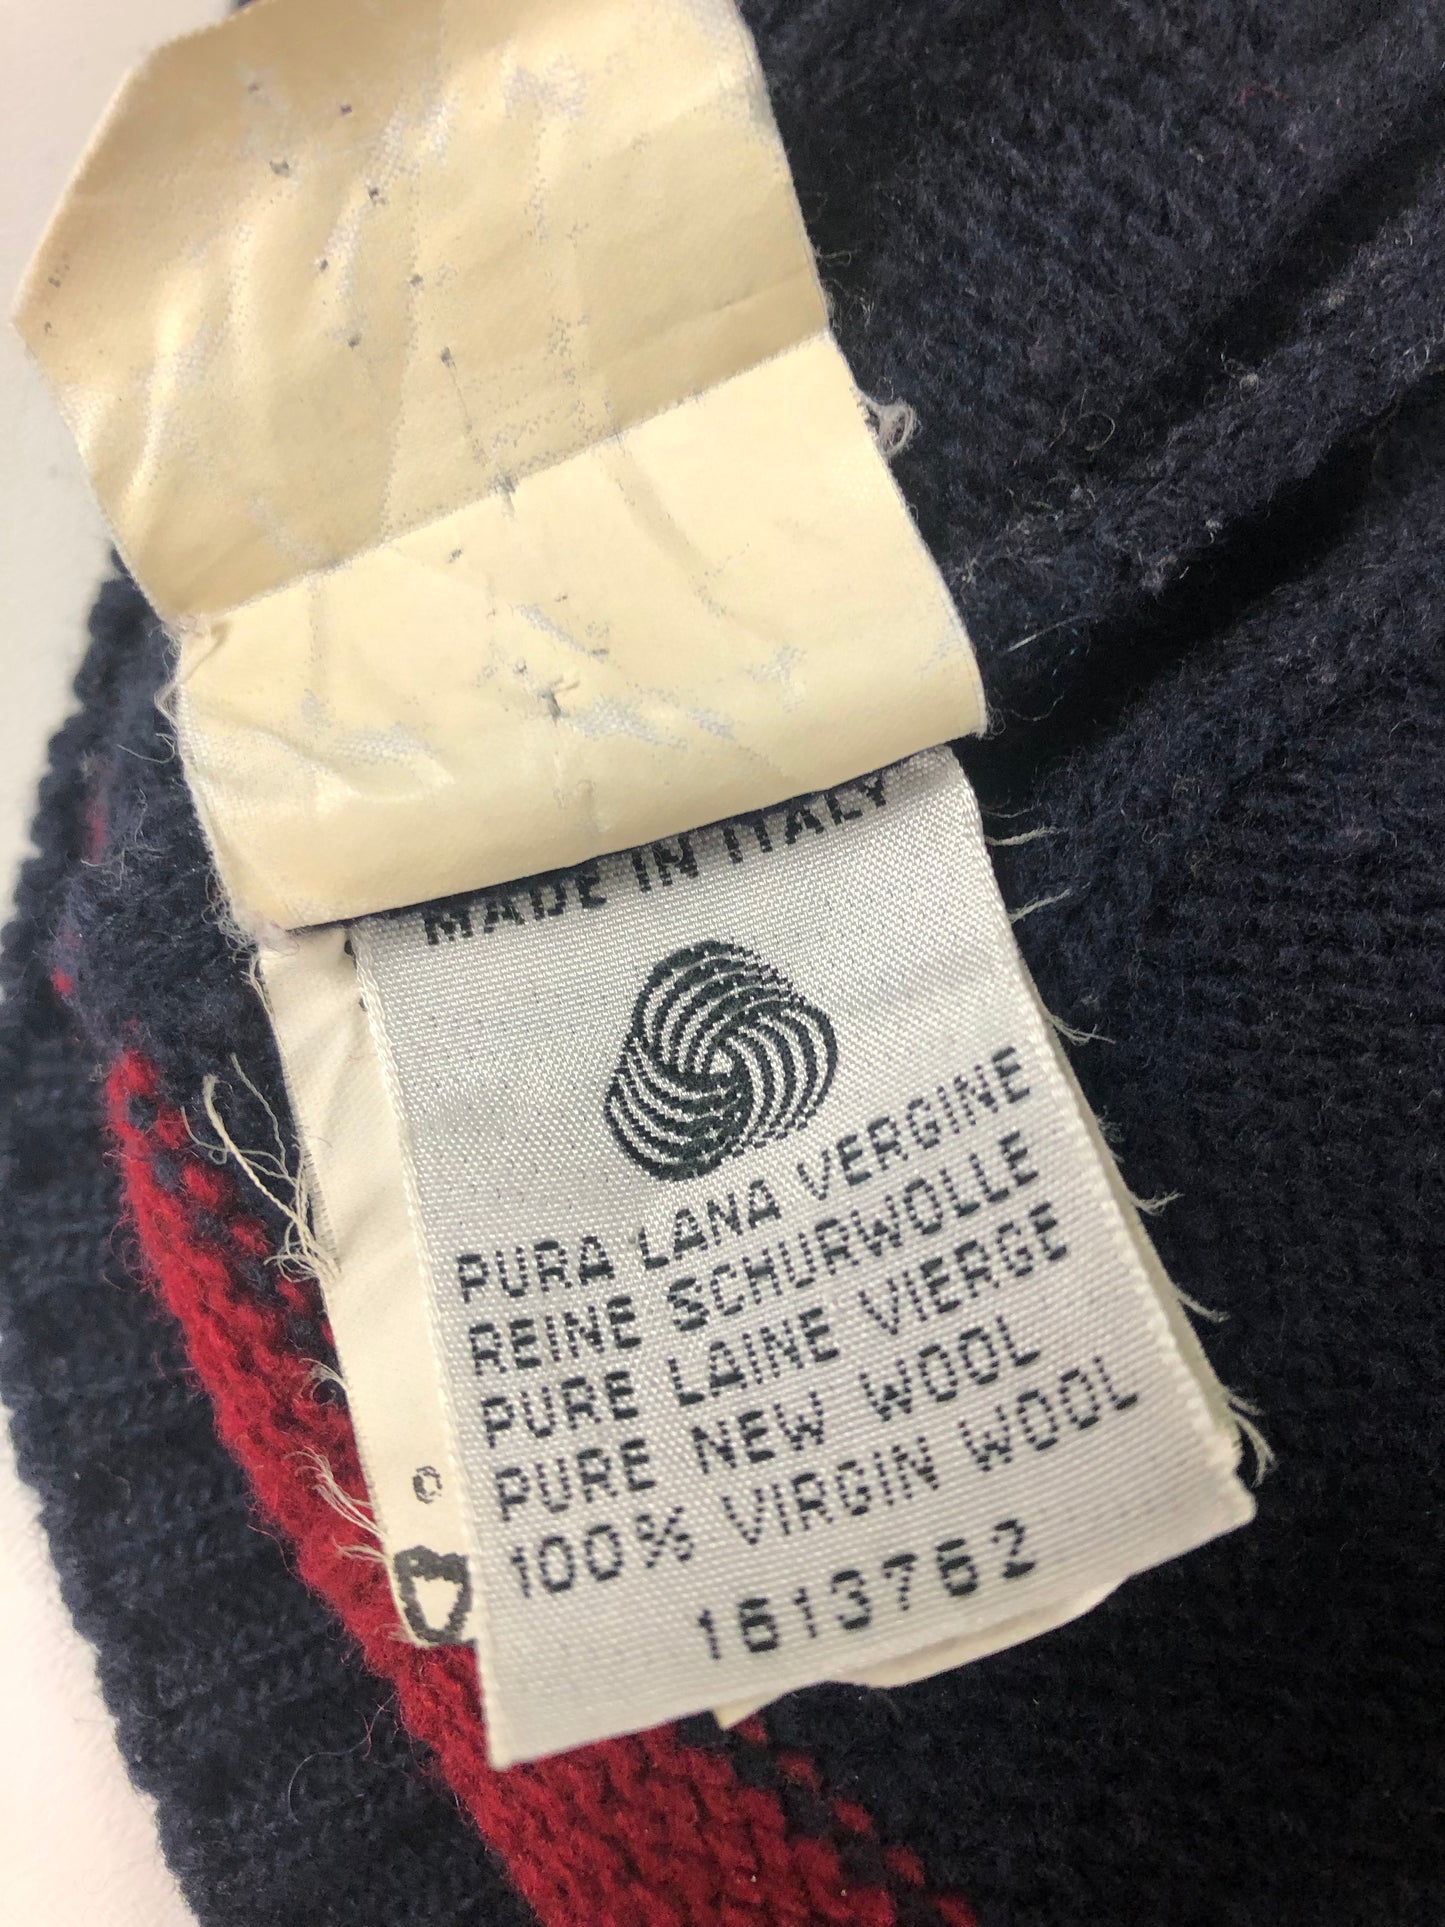 MADE IN ITALY
PURA LANA VERGINE
REINE SCHURWOLLE
PURE LAINE VIERGE
PURE NEW WOOL
100% VIRGIN WOOL
1613762